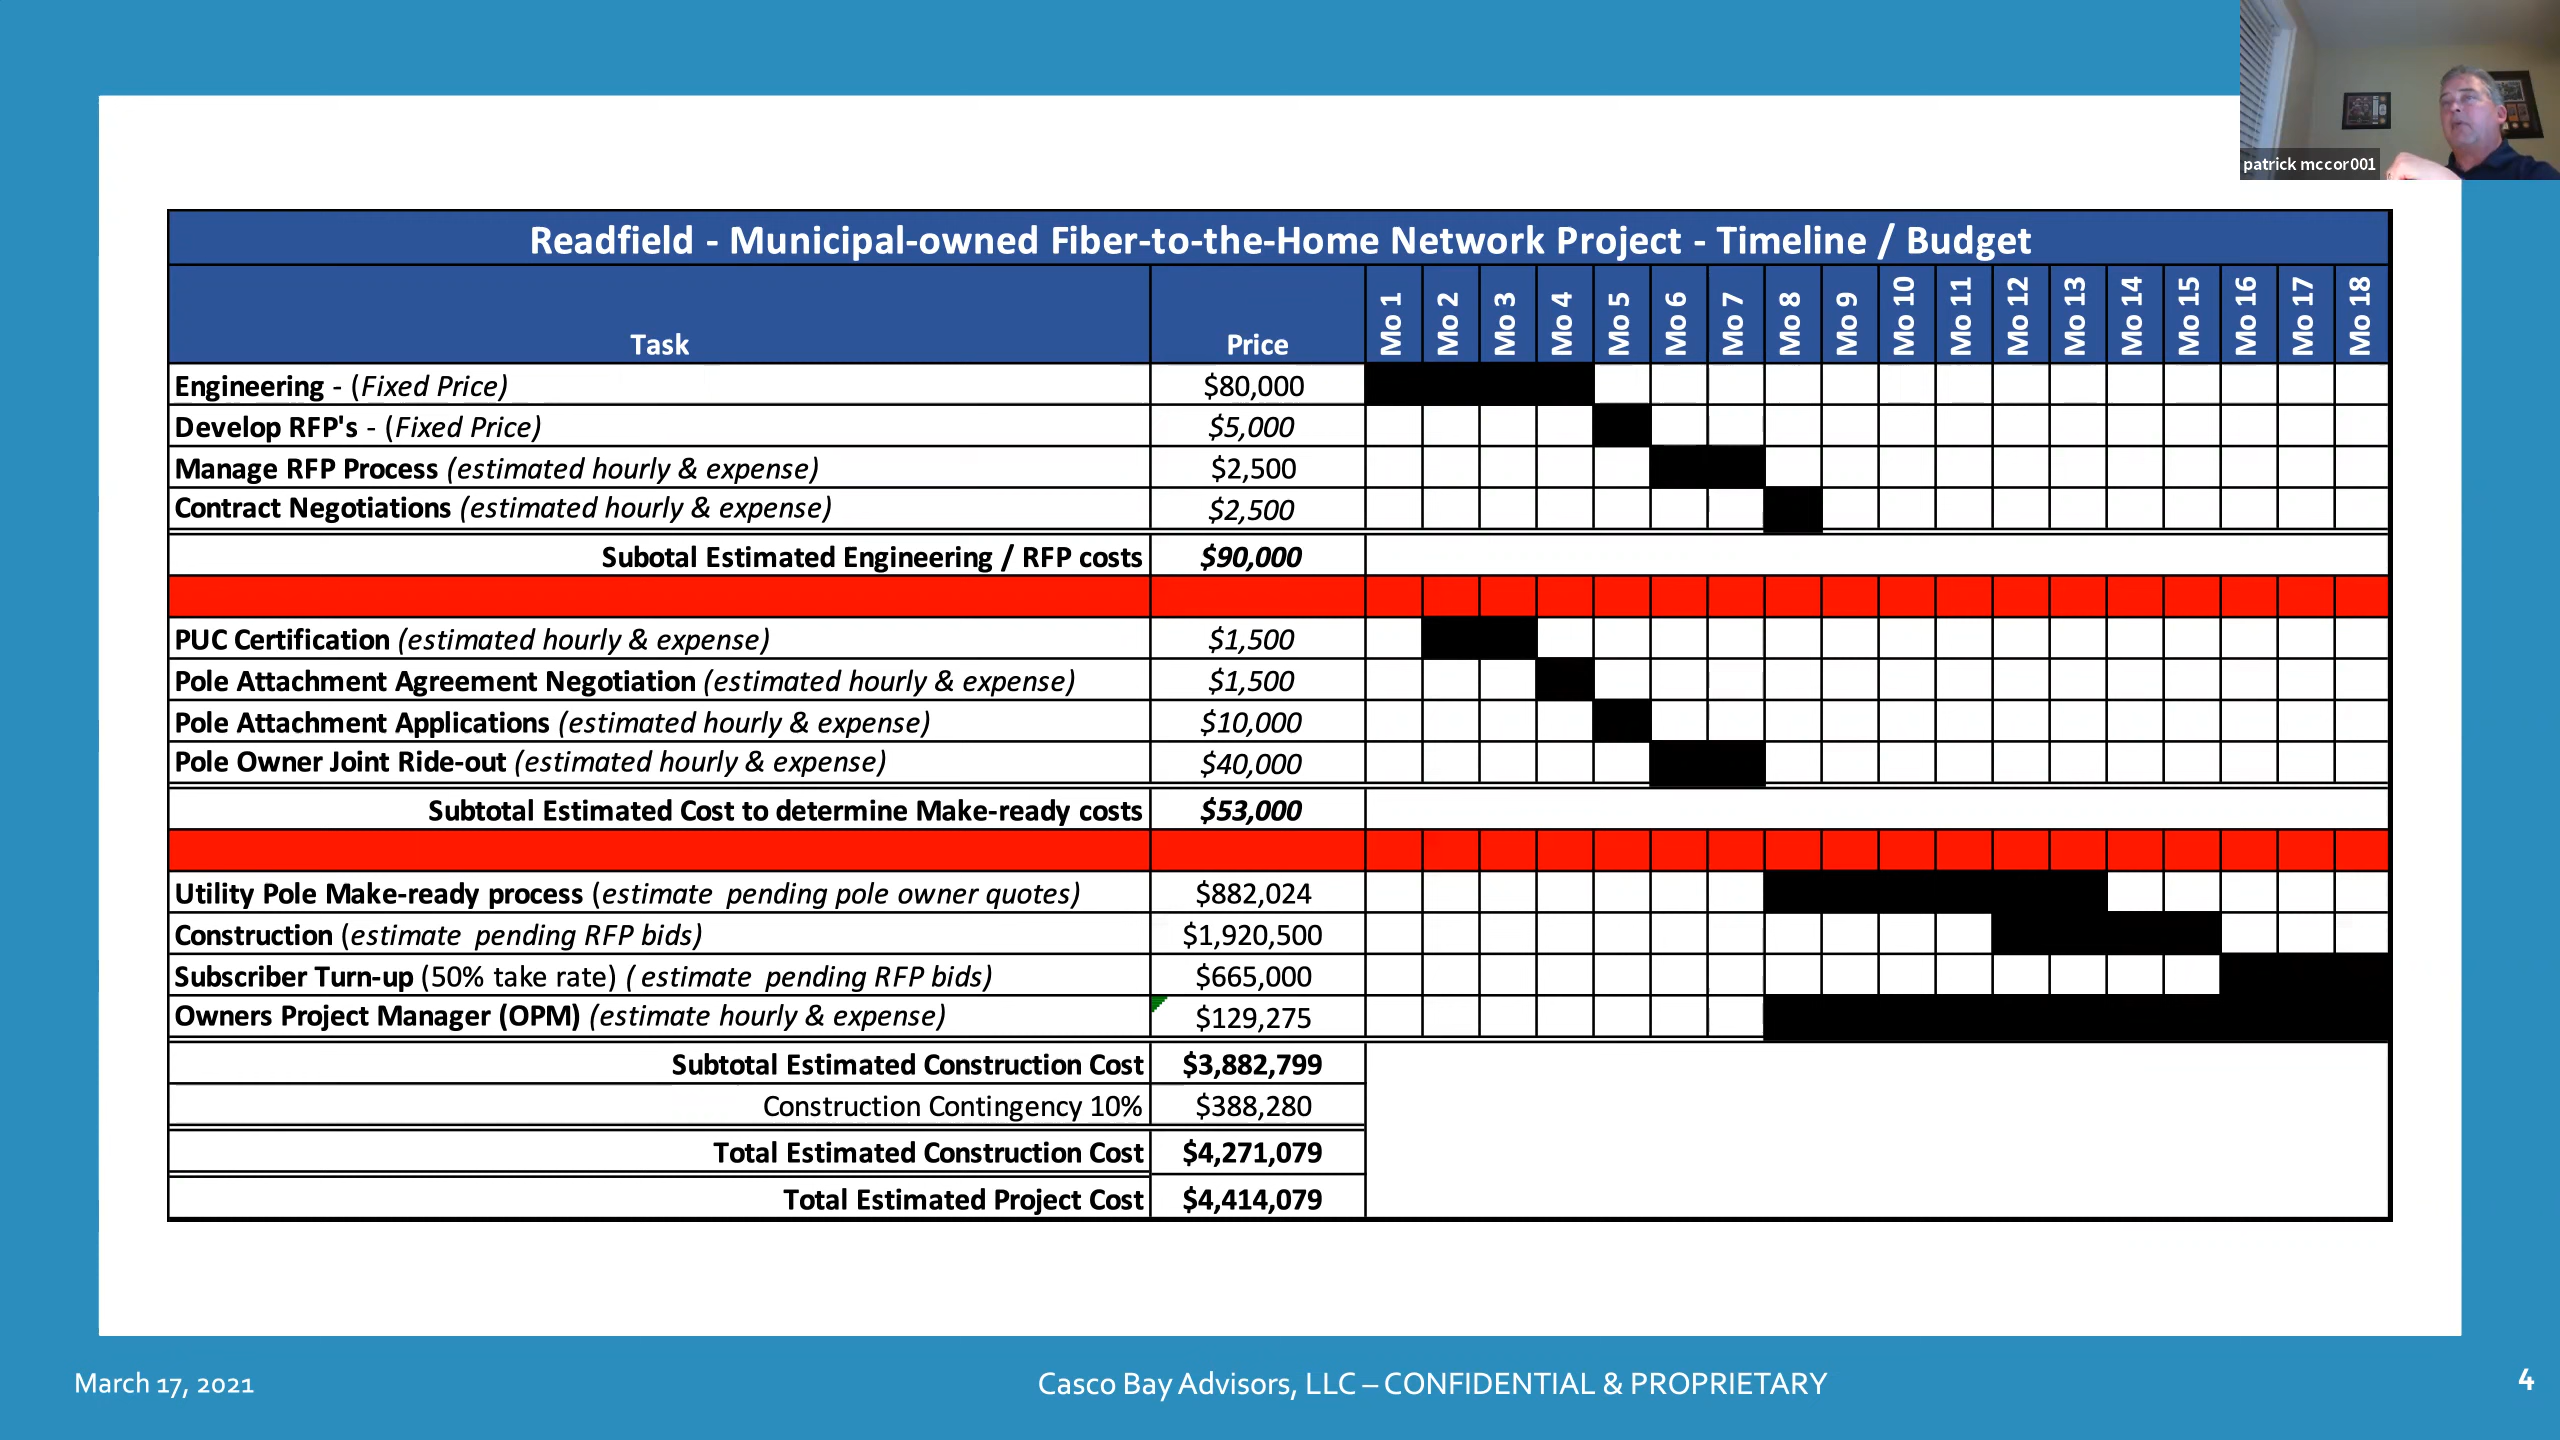 patrick mccor001
Readfield - Municipal-owned Fiber-to-the-Home Network Project - Timeline / Budget
Task Price Mo 1 Mo 2 Mo 3 Mo 4 Mo 5 Mo 6 Mo 7 Mo 8 Mo 9 Mo 10 Mo 11 Mo 12 Mo 13 Mo 14 Mo 15 Mo 16 Mo 17 Mo 18
Engineering - (Fixed Price) $80,000
Develop RFP's - (Fixed Price) $5,000
Manage RFP Process (estimated hourly & expense) $2,500
Contract Negotiations (estimated hourly & expense) $2,500
Subotal Estimated Engineering / RFP costs $90,000
PUC Certification (estimated hourly & expense) $1,500
Pole Attachment Agreement Negotiation (estimated hourly & expense) $1,500
Pole Attachment Applications (estimated hourly & expense) $10,000
Pole Owner Joint Ride-out (estimated hourly & expense) $40,000
Subtotal Estimated Cost to determine Make-ready costs $53,000
Utility Pole Make-ready process (estimate pending pole owner quotes) $882,024
Construction (estimate pending RFP bids) $1,920,500
Subscriber Turn-up (50% take rate) ( estimate pending RFP bids) $665,000
Owners Project Manager (OPM) (estimate hourly & expense) $129,275
Subtotal Estimated Construction Cost $3,882,799
Construction Contingency 10% $388,280
Total Estimated Construction Cost $4,271,079
Total Estimated Project Cost $4,414,079
March 17, 2021 Casco Bay Advisors, LLC – CONFIDENTIAL & PROPRIETARY 4